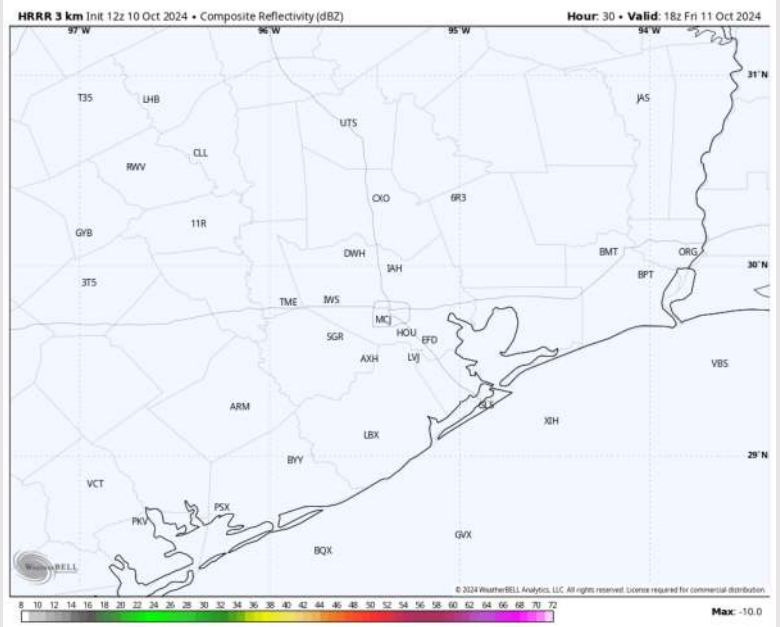 HRRR 3 km Init 12z 10 Oct 2024 • Composite Reflectivity (dBZ) Hour: 30 • Valid: 18z Fri 11 Oct 2024
97°W 96°W 95°W 94°W
31°N
T35 LHB JAS
UTS
CLL
RWV
CXO 6R3
11R
GYB
DWH BMT ORG
IAH 30°N
BPT
3T5
TME IWS
MCJ
SGR HOU EFD
AXH LVJ VBS
GLS
ARM
XIH
LBX
BYY 29°N
VCT
PSX
PKV
GVX
BQX
WeatherBELL
© 2024 WeatherBELL Analytics, LLC. All rights reserved. License required for commercial distribution.
8 10 12 14 16 18 20 22 24 26 28 30 32 34 36 38 40 42 44 46 48 50 52 54 56 58 60 62 64 66 68 70 72 Max: -10.0